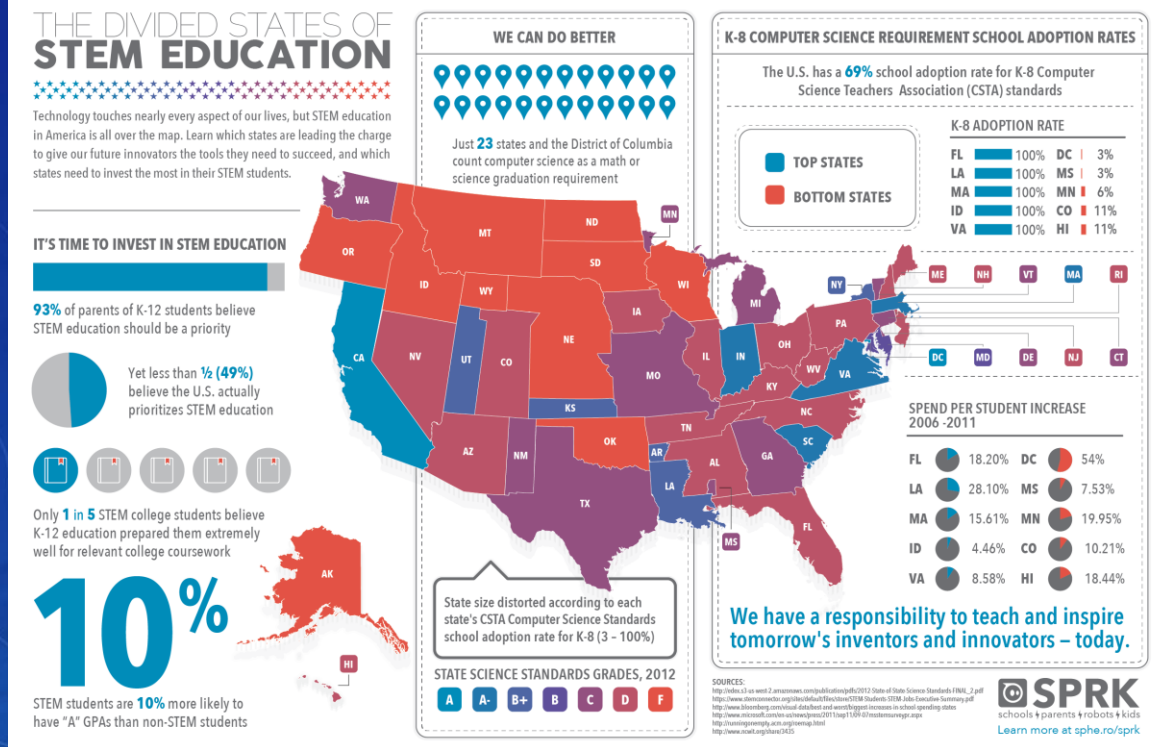 THE DIVIDED STATES OF
STEM EDUCATION
Technology touches nearly every aspect of our lives, but STEM education
in America is all over the map. Learn which states are leading the charge
to give our future innovators the tools they need to succeed, and which
states need to invest the most in their STEM students.
IT'S TIME TO INVEST IN STEM EDUCATION
93% of parents of K-12 students believe
STEM education should be a priority
Yet less than ½ (49%)
believe the U.S. actually
prioritizes STEM education
Only 1 in 5 STEM college students believe
K-12 education prepared them extremely
well for relevant college coursework
10%
STEM students are 10% more likely to
have "A" GPAs than non-STEM students
WE CAN DO BETTER
Just 23 states and the District of Columbia
count computer science as a math or
science graduation requirement
WA
MT
ND
MN
OR
ID
SD
WI
WY
MI
NY
ME
NH
VT
MA
RI
IA
PA
NE
NV
UT
CO
CA
IL
IN
OH
DC
MD
DE
NJ
CT
MO
WV
VA
KY
KS
NC
TN
AZ
NM
OK
AR
SC
AL
GA
LA
TX
FL
MS
AK
HI
State size distorted according to each
state's CSTA Computer Science Standards
school adoption rate for K-8 (3 – 100%)
STATE SCIENCE STANDARDS GRADES, 2012
A A- B+ B C D F
K-8 COMPUTER SCIENCE REQUIREMENT SCHOOL ADOPTION RATES
The U.S. has a 69% school adoption rate for K-8 Computer
Science Teachers Association (CSTA) standards
TOP STATES
BOTTOM STATES
K-8 ADOPTION RATE
FL 100% DC 3%
LA 100% MS 3%
MA 100% MN 6%
ID 100% CO 11%
VA 100% HI 11%
SPEND PER STUDENT INCREASE
2006 -2011
FL 18.20% DC 54%
LA 28.10% MS 7.53%
MA 15.61% MN 19.95%
ID 4.46% CO 10.21%
VA 8.58% HI 18.44%
We have a responsibility to teach and inspire
tomorrow's inventors and innovators – today.
SOURCES:
http://www.ncwit.org/share/3435
SPRK
schools parents robots kids
Learn more at sphe.ro/sprk